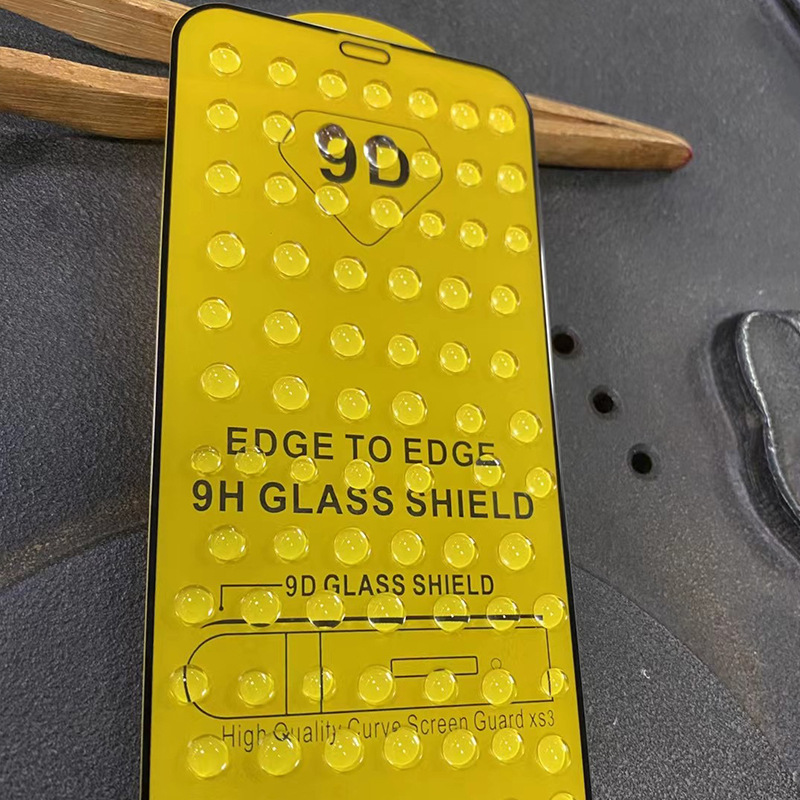 9D
EDGE TO EDGE
9H GLASS SHIELD
9D GLASS SHIELD
High Quality Curve Screen Guard xs3